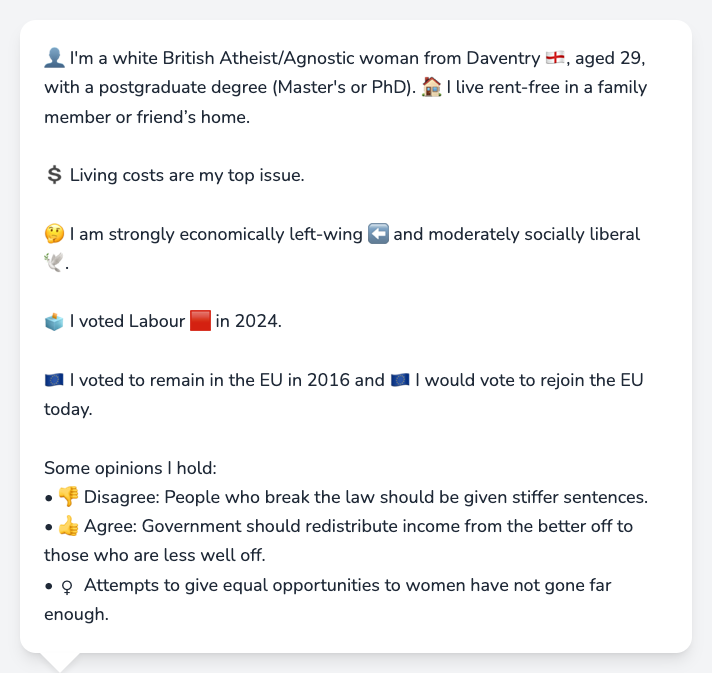 👤 I'm a white British Atheist/Agnostic woman from Daventry 🏴󠁧󠁢󠁥󠁮󠁧󠁿, aged 29,
with a postgraduate degree (Master's or PhD). 🏠 I live rent-free in a family
member or friend’s home.
💲 Living costs are my top issue.
🤔 I am strongly economically left-wing ⬅️ and moderately socially liberal
🕊️.
🗳️ I voted Labour 🟥 in 2024.
🇪🇺 I voted to remain in the EU in 2016 and 🇪🇺 I would vote to rejoin the EU
today.
Some opinions I hold:
• 👎 Disagree: People who break the law should be given stiffer sentences.
• 👍 Agree: Government should redistribute income from the better off to
those who are less well off.
• ♀ Attempts to give equal opportunities to women have not gone far
enough.